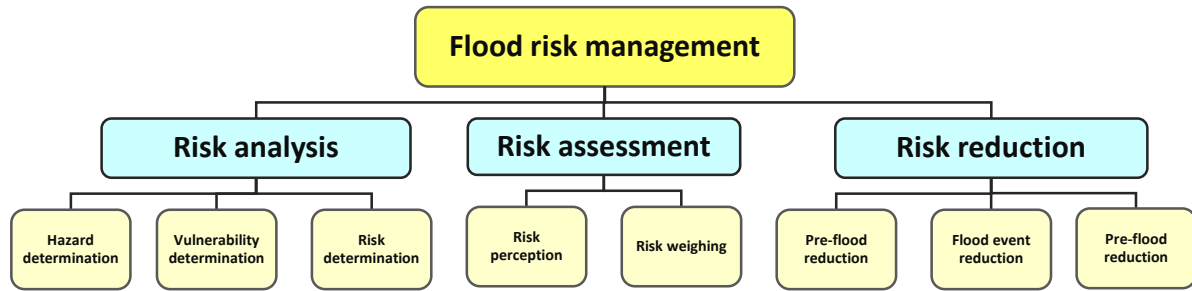 Flood risk management
Risk analysis
Risk assessment
Risk reduction
Hazard
determination
Vulnerability
determination
Risk
determination
Risk
perception
Risk weighing
Pre-flood
reduction
Flood event
reduction
Pre-flood
reduction